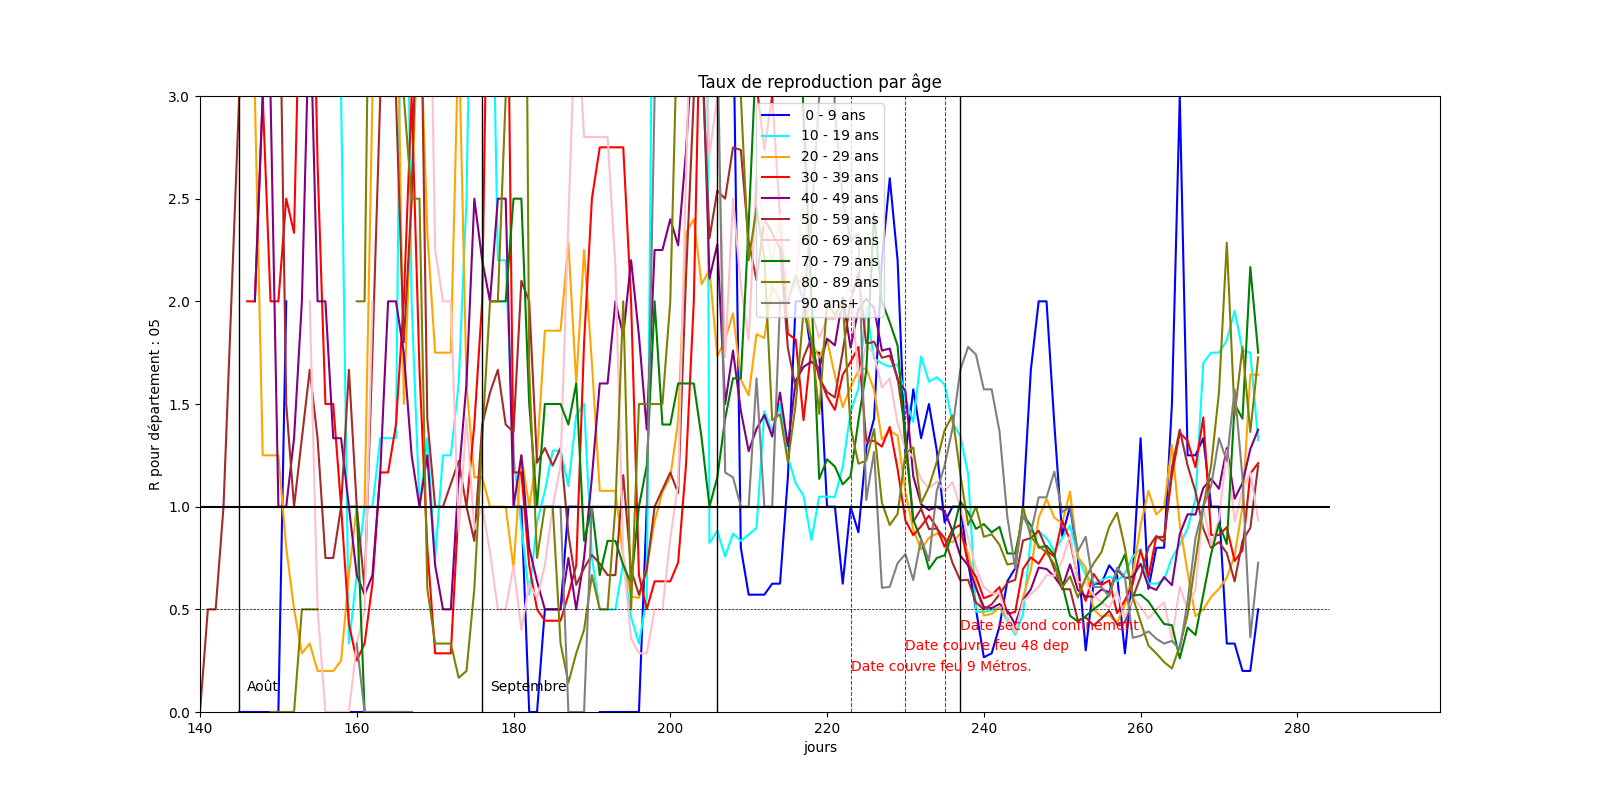 Taux de reproduction par âge
R pour département : 05
3.0
2.5
2.0
1.5
1.0
0.5
0.0
0 - 9 ans
10 - 19 ans
20 - 29 ans
30 - 39 ans
40 - 49 ans
50 - 59 ans
60 - 69 ans
70 - 79 ans
80 - 89 ans
90 ans+
Date second confinement
Date couvre feu 48 dep
Date couvre feu 9 Métros.
Août
Septembre
140 160 180 200 220 240 260 280
jours